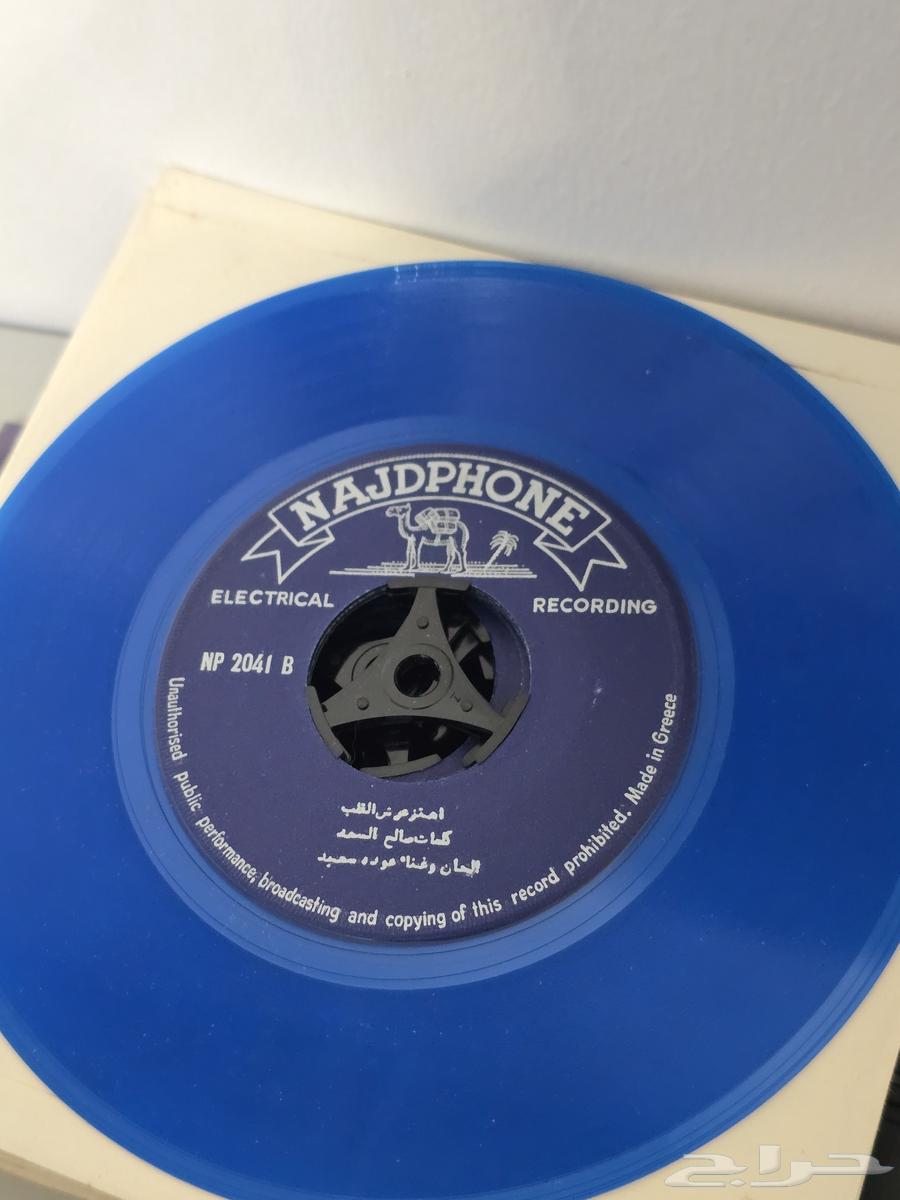 NAJDPHONE
ELECTRICAL RECORDING
NP 2041 B
اهتز عرش القلب
كلمات صالح السعد
الحان وغناء عوده سعيد
Unauthorised public performance, broadcasting and copying of this record prohibited. Made in Greece
حراج